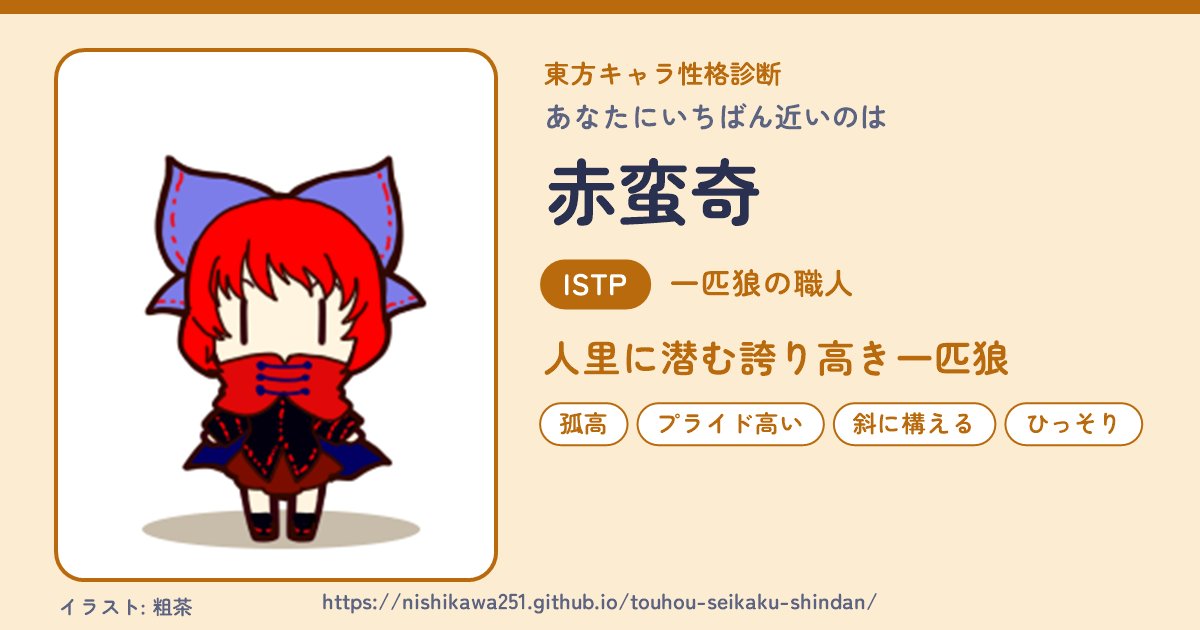 東方キャラ性格診断
あなたにいちばん近いのは
赤蛮奇
ISTP 一匹狼の職人
人里に潜む誇り高き一匹狼
孤高 プライド高い 斜に構える ひっそり
イラスト: 粗茶
https://nishikawa251.github.io/touhou-seikaku-shindan/